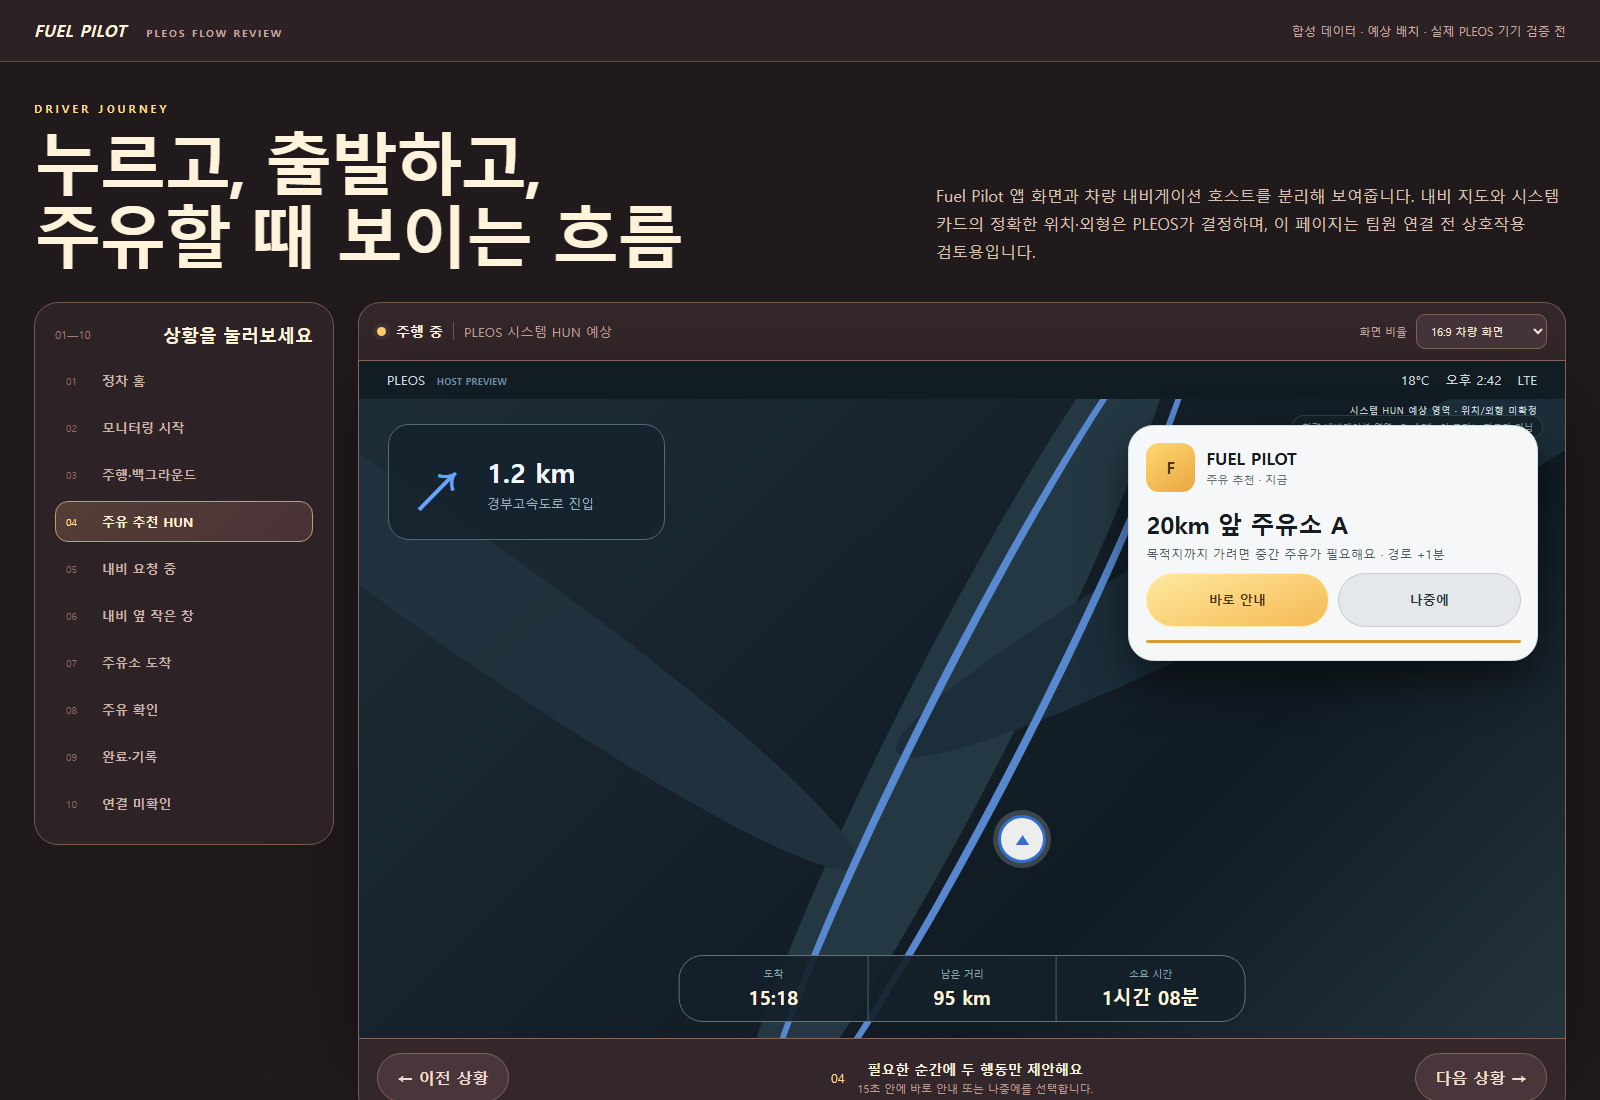 FUEL PILOT PLEOS FLOW REVIEW
합성 데이터 · 예상 배치 · 실제 PLEOS 기기 검증 전
DRIVER JOURNEY
누르고, 출발하고,
주유할 때 보이는 흐름
Fuel Pilot 앱 화면과 차량 내비게이션 호스트를 분리해 보여줍니다. 내비 지도와 시스템
카드의 정확한 위치·외형은 PLEOS가 결정하며, 이 페이지는 팀원 연결 전 상호작용
검토용입니다.
01—10 상황을 눌러보세요
01 정차 홈
02 모니터링 시작
03 주행·백그라운드
04 주유 추천 HUN
05 내비 요청 중
06 내비 옆 작은 창
07 주유소 도착
08 주유 확인
09 완료·기록
10 연결 미확인
주행 중 PLEOS 시스템 HUN 예상
화면 비율 16:9 차량 화면
PLEOS HOST PREVIEW
18°C 오후 2:42 LTE
시스템 HUN 예상 영역 · 위치/외형 미확정
1.2 km
경부고속도로 진입
F
FUEL PILOT
주유 추천 · 지금
20km 앞 주유소 A
목적지까지 가려면 중간 주유가 필요해요 · 경로 +1분
바로 안내 나중에
도착 남은 거리 소요 시간
15:18 95 km 1시간 08분
← 이전 상황
04 필요한 순간에 두 행동만 제안해요
15초 안에 바로 안내 또는 나중에를 선택합니다.
다음 상황 →